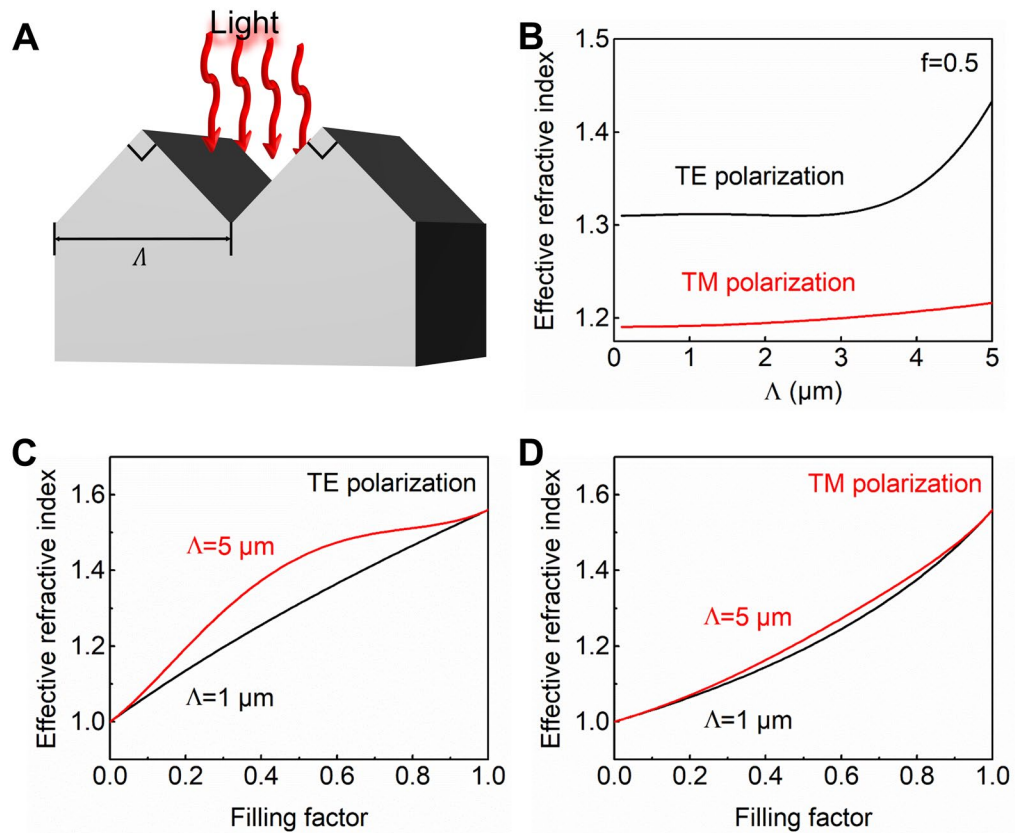 A
Light
Λ
B
f=0.5
Effective refractive index
1.5
1.4
1.3
1.2
TE polarization
TM polarization
0
1
2
3
4
5
Λ (μm)
C
TE polarization
Effective refractive index
1.6
1.4
1.2
1.0
Λ=5 μm
Λ=1 μm
0.0
0.2
0.4
0.6
0.8
1.0
Filling factor
D
TM polarization
Effective refractive index
1.6
1.4
1.2
1.0
Λ=5 μm
Λ=1 μm
0.0
0.2
0.4
0.6
0.8
1.0
Filling factor